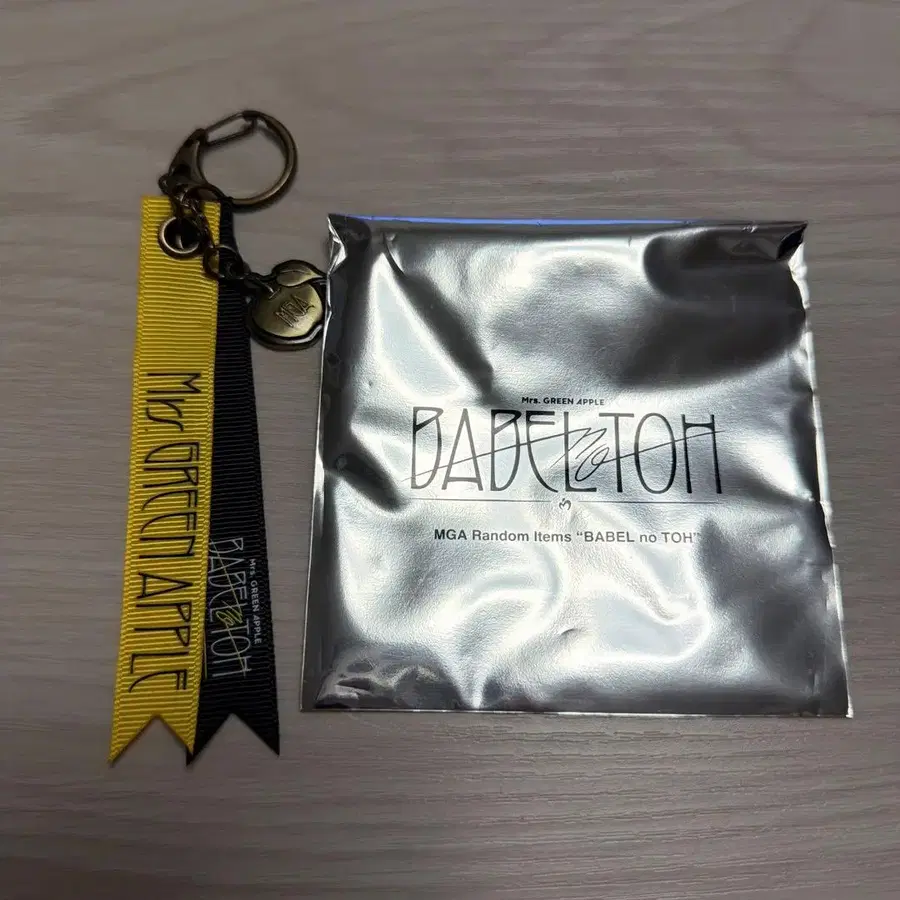 MGA
Mrs GREEN APPLE
Mrs. GREEN APPLE
BABEL no TOH
Mrs. GREEN APPLE
BABEL no TOH
MGA Random Items “BABEL no TOH”